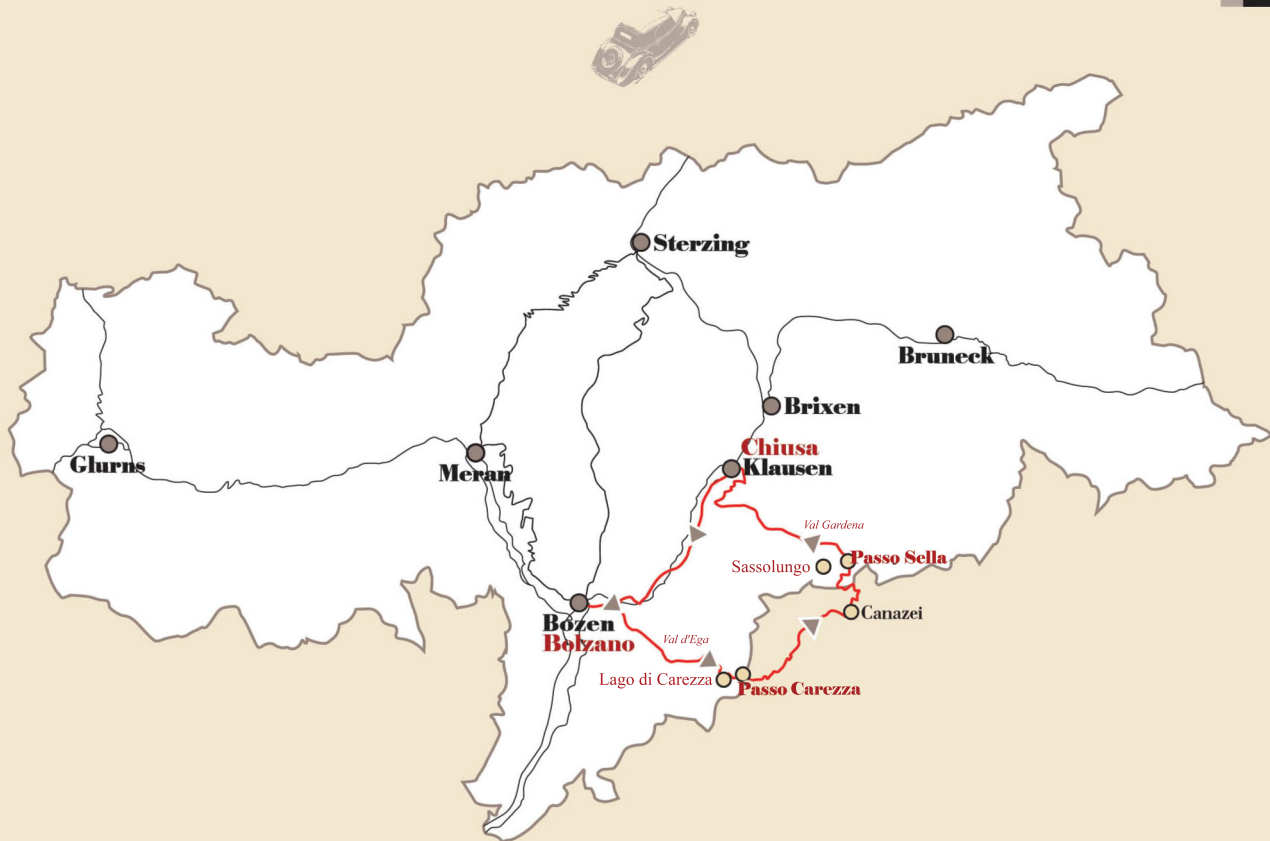 Sterzing
Bruneck
Brixen
Chiusa
Klausen
Glurns
Meran
Val Gardena
Passo Sella
Sassolungo
Canazei
Bozen
Bolzano
Val d'Ega
Lago di Carezza
Passo Carezza